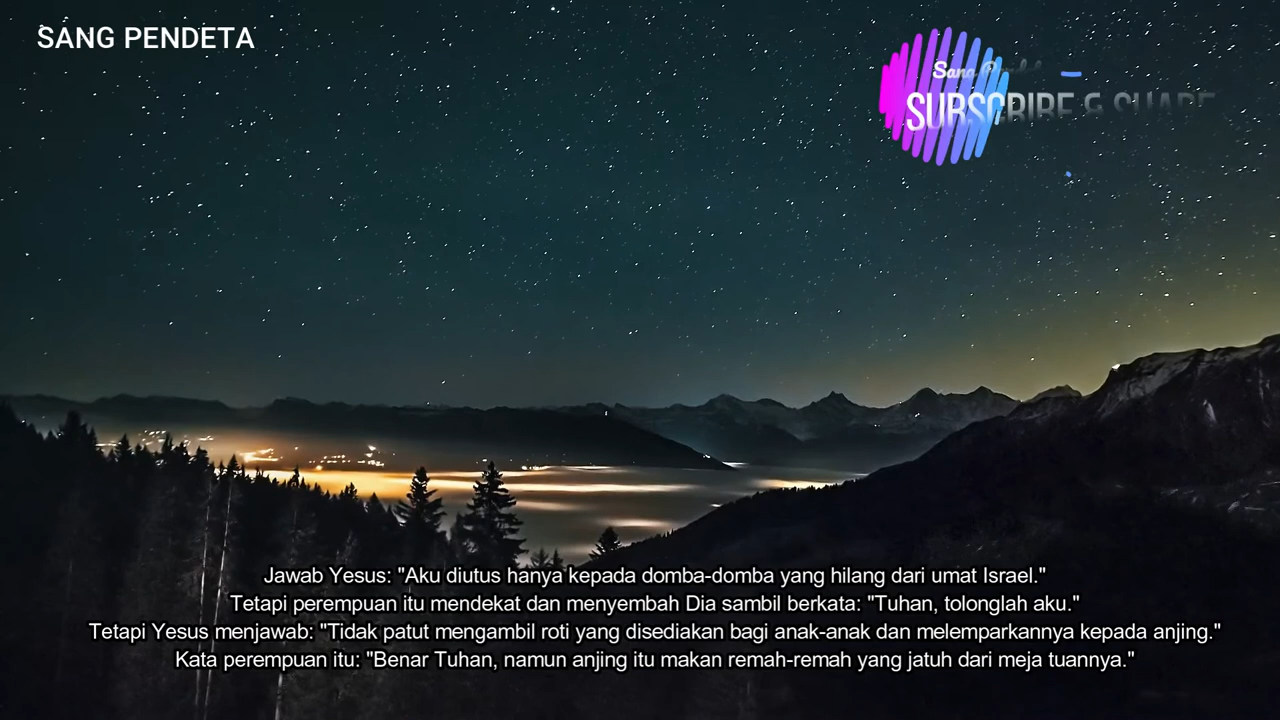 SANG PENDETA
Sang
SUBSCRIBE & SHARE
Jawab Yesus: "Aku diutus hanya kepada domba-domba yang hilang dari umat Israel."
Tetapi perempuan itu mendekat dan menyembah Dia sambil berkata: "Tuhan, tolonglah aku."
Tetapi Yesus menjawab: "Tidak patut mengambil roti yang disediakan bagi anak-anak dan melemparkannya kepada anjing."
Kata perempuan itu: "Benar Tuhan, namun anjing itu makan remah-remah yang jatuh dari meja tuannya."